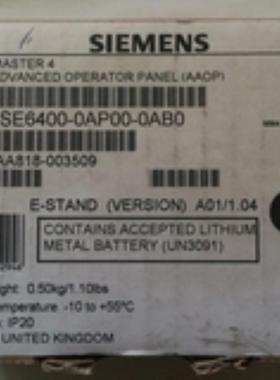 SIEMENS
MASTER 4
ADVANCED OPERATOR PANEL (AAOP)
SE6400-0AP00-0AB0
AA818-003509
E-STAND (VERSION) A01/1.04
CONTAINS ACCEPTED LITHIUM
METAL BATTERY (UN3091)
ght: 0.50kg/1.10lbs
emperature -10 to +55°C
: IP20
UNITED KINGDOM